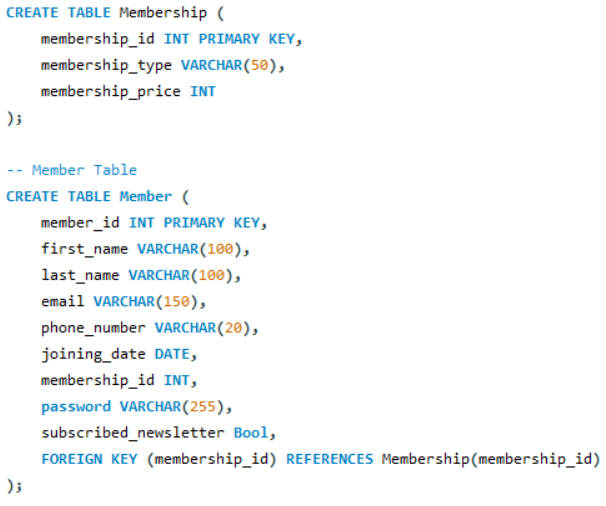 CREATE TABLE Membership (
    membership_id INT PRIMARY KEY,
    membership_type VARCHAR(50),
    membership_price INT
);

-- Member Table
CREATE TABLE Member (
    member_id INT PRIMARY KEY,
    first_name VARCHAR(100),
    last_name VARCHAR(100),
    email VARCHAR(150),
    phone_number VARCHAR(20),
    joining_date DATE,
    membership_id INT,
    password VARCHAR(255),
    subscribed_newsletter Bool,
    FOREIGN KEY (membership_id) REFERENCES Membership(membership_id)
);